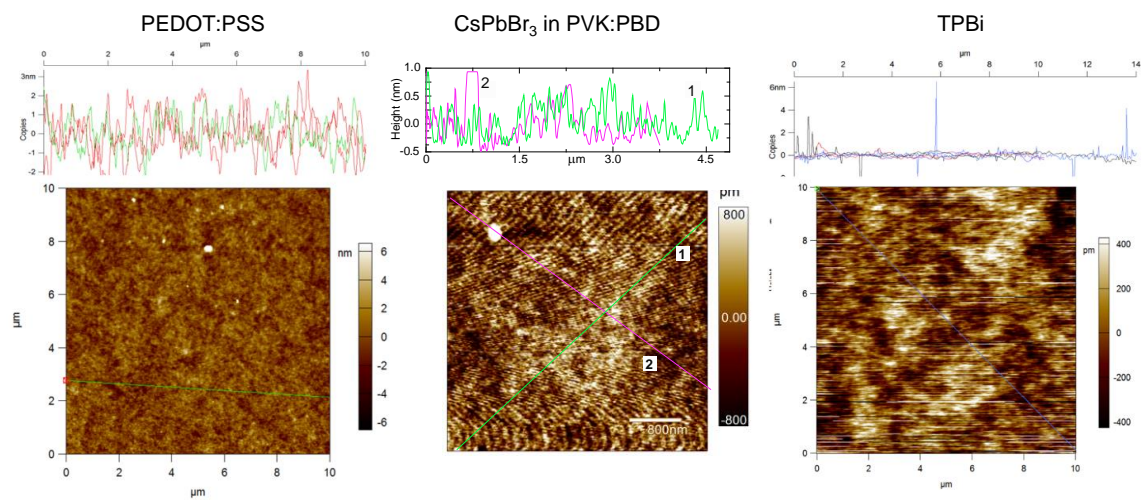 PEDOT:PSS
µm
0 2 4 6 8 10
3nm
2
1
0
-1
-2
Copies
10
8
6
4
2
0
µm
0 2 4 6 8 10
µm
nm
6
4
2
0
-2
-4
-6
CsPbBr3 in PVK:PBD
Height (nm)
1.0
0.5
0.0
-0.5
2
1
0 1.5 3.0 4.5
µm
1
2
800nm
pm
800
0.00
-800
TPBi
µm
0 2 4 6 8 10 12 14
6nm
4
2
0
Copies
10
8
6
4
2
0
0 2 4 6 8 10
µm
pm
400
200
0
-200
-400